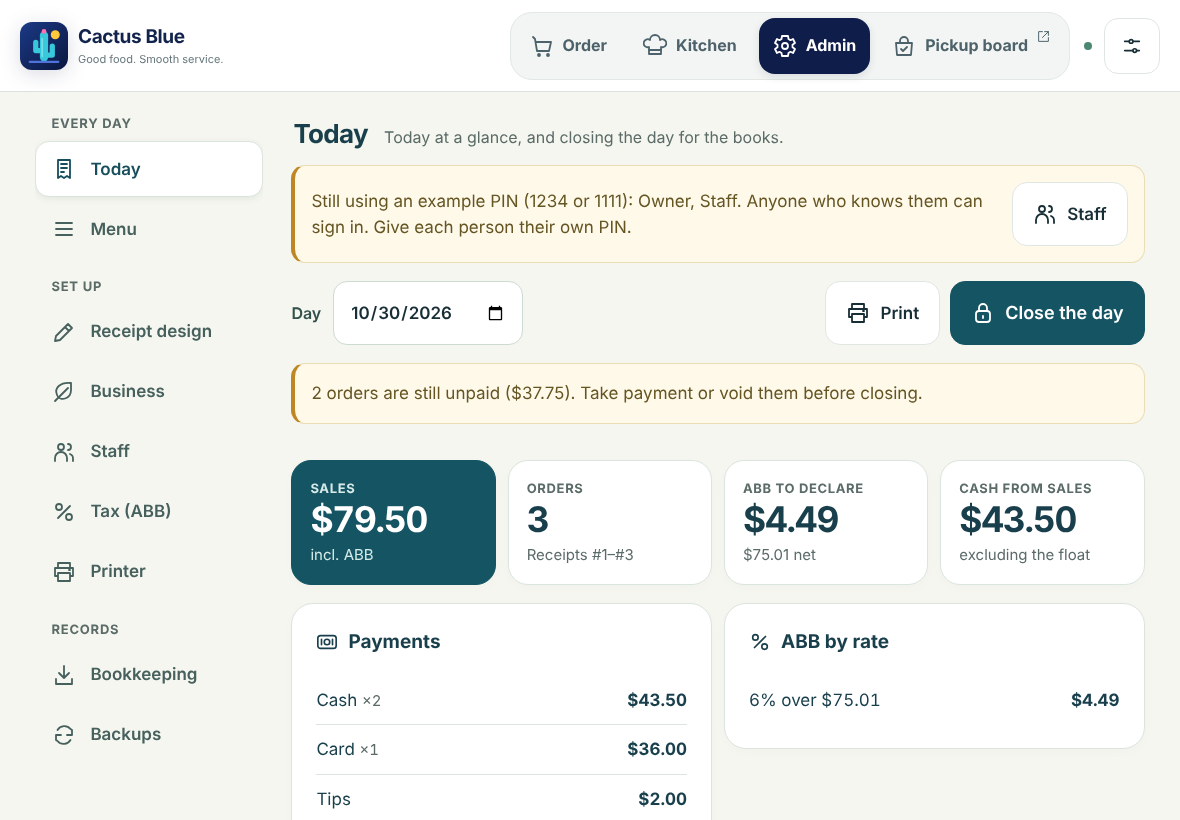 Cactus Blue
Good food. Smooth service.
Order
Kitchen
Admin
Pickup board
EVERY DAY
Today
Menu
SET UP
Receipt design
Business
Staff
Tax (ABB)
Printer
RECORDS
Bookkeeping
Backups
Today
Today at a glance, and closing the day for the books.
Still using an example PIN (1234 or 1111): Owner, Staff. Anyone who knows them can
sign in. Give each person their own PIN.
Staff
Day
10/30/2026
Print
Close the day
2 orders are still unpaid ($37.75). Take payment or void them before closing.
SALES
$79.50
incl. ABB
ORDERS
3
Receipts #1–#3
ABB TO DECLARE
$4.49
$75.01 net
CASH FROM SALES
$43.50
excluding the float
Payments
Cash ×2 $43.50
Card ×1 $36.00
Tips $2.00
ABB by rate
6% over $75.01 $4.49